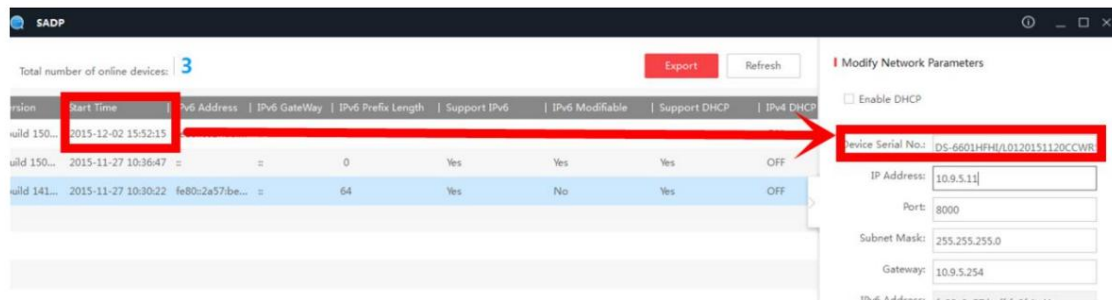 SADP
Total number of online devices: 3
Export
Refresh
Modify Network Parameters
Enable DHCP
ersion | Start Time | IPv6 Address | IPv6 GateWay | IPv6 Prefix Length | Support IPv6 | IPv6 Modifiable | Support DHCP | IPv4 DHCP
uild 150... 2015-12-02 15:52:15
uild 150... 2015-11-27 10:36:47 :: :: 0 Yes Yes Yes OFF
uild 141... 2015-11-27 10:30:22 fe80::2a57:be... :: 64 Yes No Yes OFF
Device Serial No.: DS-6601HFHI/L0120151120CCWR
IP Address: 10.9.5.11
Port: 8000
Subnet Mask: 255.255.255.0
Gateway: 10.9.5.254
IPv6 Address: